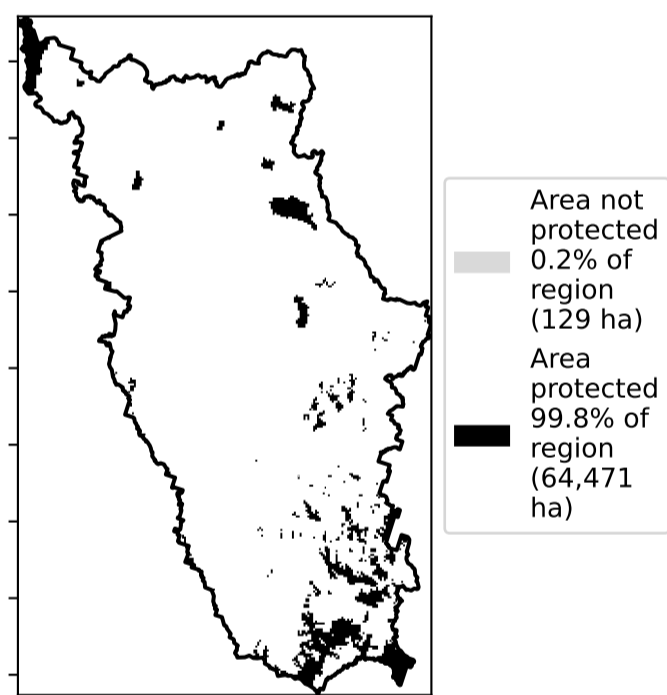 Area not
protected
0.2% of
region
(129 ha)
Area
protected
99.8% of
region
(64,471
ha)